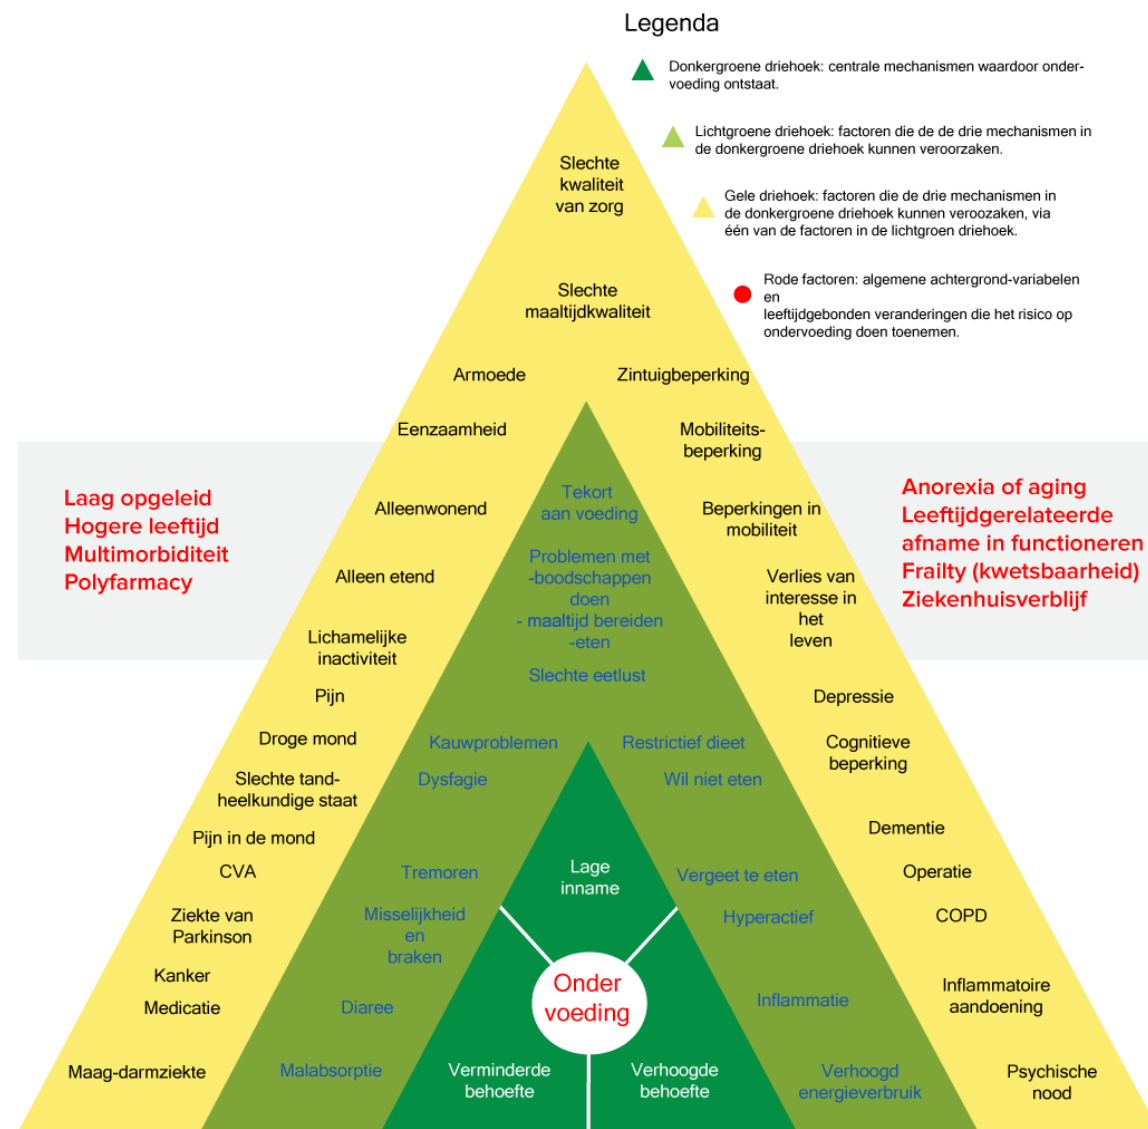 Legenda
Donkergroene driehoek: centrale mechanismen waardoor onder-
voeding ontstaat.
Lichtgroene driehoek: factoren die de de drie mechanismen in
de donkergroene driehoek kunnen veroorzaken.
Gele driehoek: factoren die de drie mechanismen in
de donkergroene driehoek kunnen veroozaken, via
één van de factoren in de lichtgroen driehoek.
Rode factoren: algemene achtergrond-variabelen
en
leeftijdgebonden veranderingen die het risico op
ondervoeding doen toenemen.
Slechte
kwaliteit
van zorg
Slechte
maaltijdkwaliteit
Armoede
Zintuigbeperking
Eenzaamheid
Mobiliteits-
beperking
Laag opgeleid
Hogere leeftijd
Multimorbiditeit
Polyfarmacy
Anorexia of aging
Leeftijdgerelateerde
afname in functioneren
Frailty (kwetsbaarheid)
Ziekenhuisverblijf
Alleenwonend
Tekort
aan voeding
Beperkingen in
mobiliteit
Alleen etend
Problemen met
-boodschappen
doen
- maaltijd bereiden
-eten
Verlies van
interesse in
het
leven
Lichamelijke
inactiviteit
Slechte eetlust
Pijn
Depressie
Droge mond
Kauwproblemen
Restrictief dieet
Cognitieve
beperking
Slechte tand-
heelkundige staat
Dysfagie
Wil niet eten
Pijn in de mond
Dementie
CVA
Tremoren
Lage
inname
Vergeet te eten
Operatie
Ziekte van
Parkinson
Misselijkheid
en
braken
Hyperactief
COPD
Kanker
Medicatie
Diaree
Onder
voeding
Inflammatie
Inflammatoire
aandoening
Maag-darmziekte
Malabsorptie
Verminderde
behoefte
Verhoogde
behoefte
Verhoogd
energieverbruik
Psychische
nood